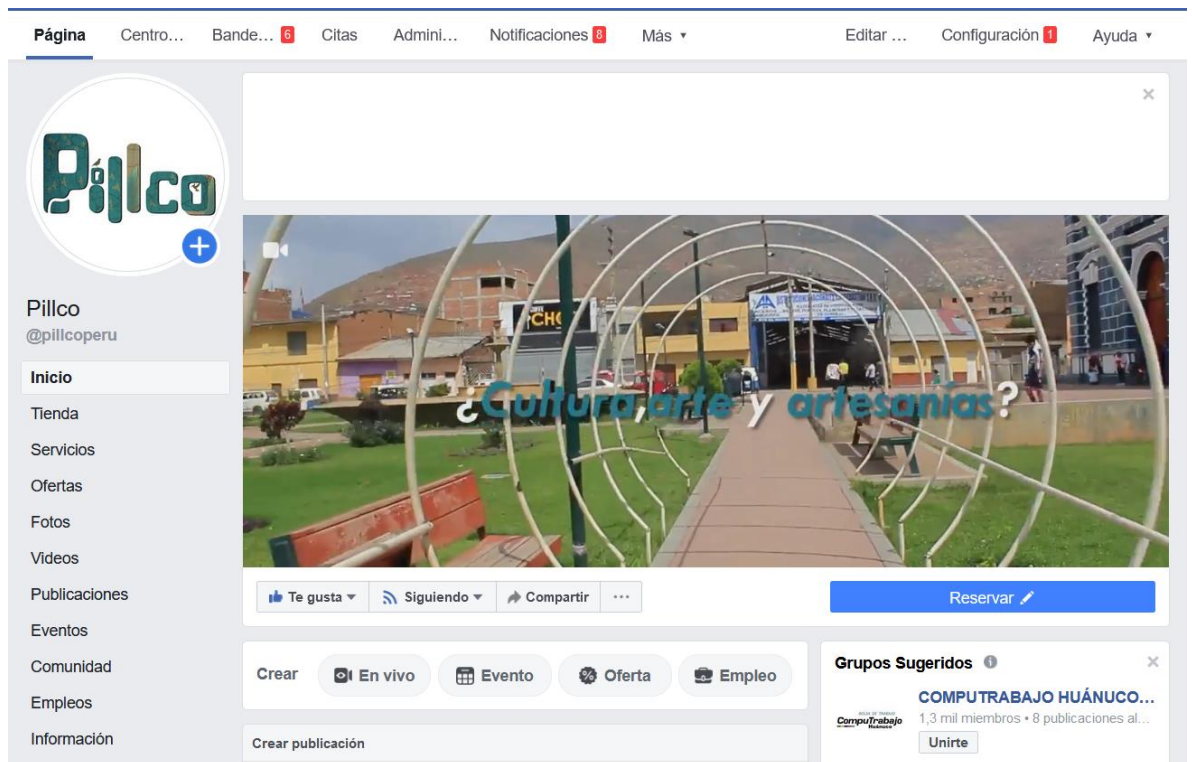 Página Centro… Bande… 6 Citas Admini… Notificaciones 8 Más Editar … Configuración 1 Ayuda
Pillco
Pillco
@pillcoperu
Inicio
Tienda
Servicios
Ofertas
Fotos
Videos
Publicaciones
Eventos
Comunidad
Empleos
Información
CHO
¿Cultura,arte y artesanías?
Te gusta Siguiendo Compartir ...
Reservar
Crear En vivo Evento Oferta Empleo
Crear publicación
Grupos Sugeridos
COMPUTRABAJO HUÁNUCO...
CompuTrabajo
Huánuco
1,3 mil miembros • 8 publicaciones al...
Unirte